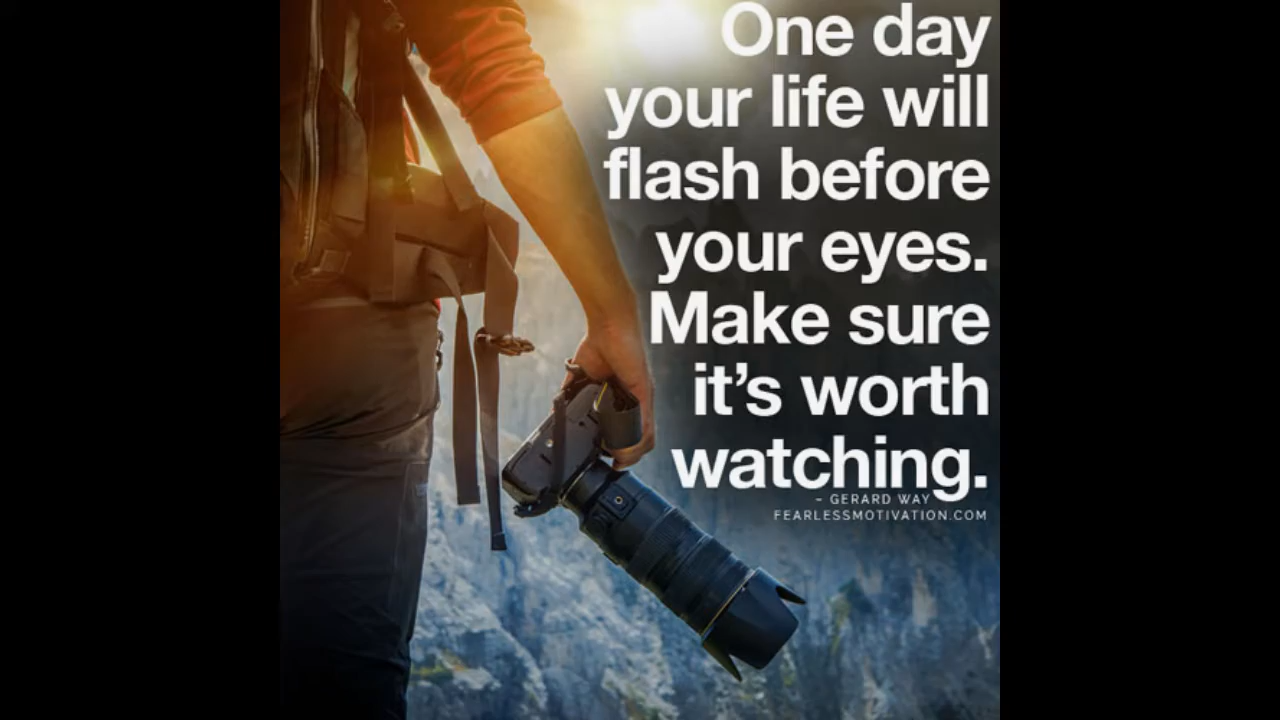 One day
your life will
flash before
your eyes.
Make sure
it’s worth
watching.
– GERARD WAY
FEARLESSMOTIVATION.COM